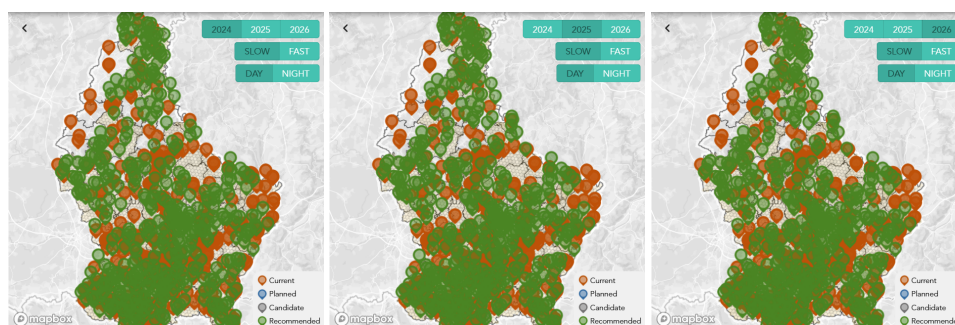 2024 2025 2026
SLOW FAST
DAY NIGHT
Current
Planned
Candidate
Recommended
mapbox
2024 2025 2026
SLOW FAST
DAY NIGHT
Current
Planned
Candidate
Recommended
mapbox
2024 2025 2026
SLOW FAST
DAY NIGHT
Current
Planned
Candidate
Recommended
mapbox